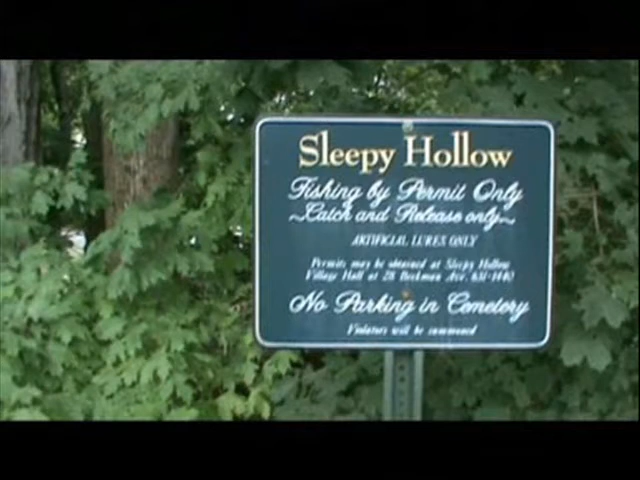 Sleepy Hollow
Fishing by Permit Only
~Catch and Release only~
ARTIFICIAL LURES ONLY
Permits may be obtained at Sleepy Hollow
Village Hall at 28 Beekman Ave. 631-1440
No Parking in Cemetery
Violators will be summoned